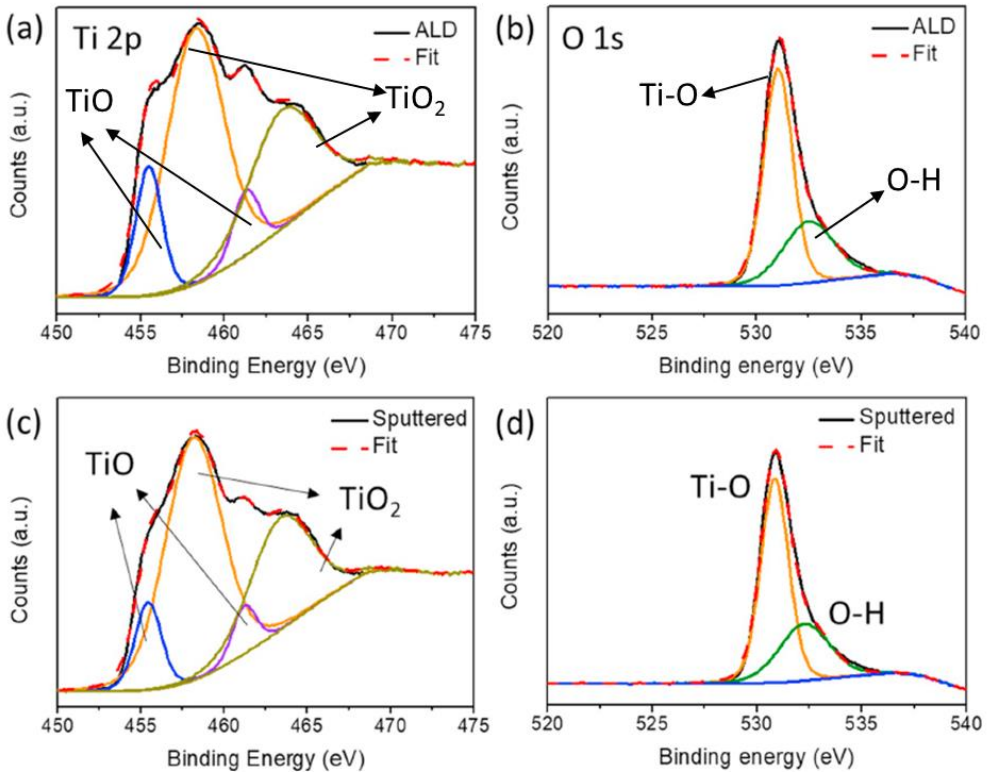 (a)
Ti 2p
ALD
Fit
TiO
TiO2
Counts (a.u.)
450 455 460 465 470 475
Binding Energy (eV)
(b)
O 1s
ALD
Fit
Ti-O
O-H
Counts (a.u.)
520 525 530 535 540
Binding energy (eV)
(c)
Sputtered
Fit
TiO
TiO2
Counts (a.u.)
450 455 460 465 470 475
Binding Energy (eV)
(d)
Sputtered
Fit
Ti-O
O-H
Counts (a.u.)
520 525 530 535 540
Binding energy (eV)